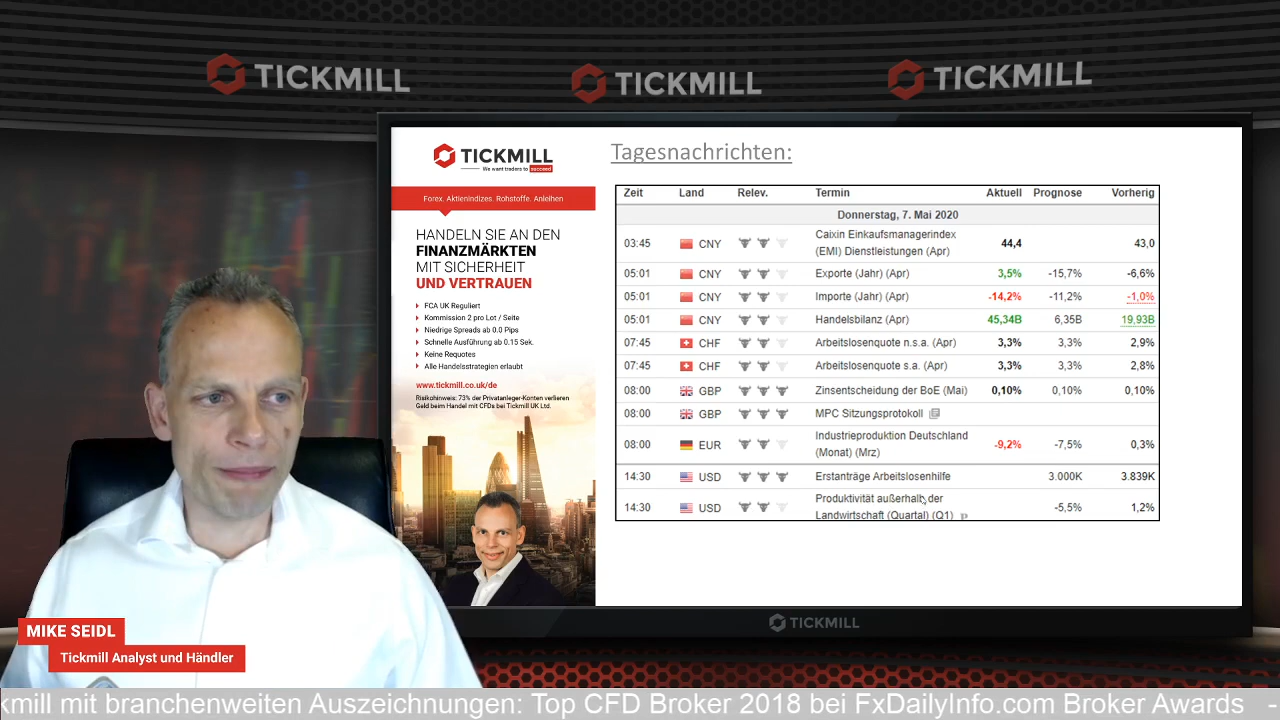 TICKMILL
TICKMILL
TICKMILL
TICKMILL
We want traders to succeed
Forex. Aktienindizes. Rohstoffe. Anleihen
HANDELN SIE AN DEN
FINANZMÄRKTEN
MIT SICHERHEIT
UND VERTRAUEN
FCA UK Reguliert
Kommission 2 pro Lot / Seite
Niedrige Spreads ab 0.0 Pips
Schnelle Ausführung ab 0.15 Sek.
Keine Requotes
Alle Handelsstrategien erlaubt
www.tickmill.co.uk/de
Risikohinweis: 73% der Privatanleger-Konten verlieren
Geld beim Handel mit CFDs bei Tickmill UK Ltd.
Tagesnachrichten:
Zeit Land Relev. Termin Aktuell Prognose Vorherig
Donnerstag, 7. Mai 2020
03:45 CNY Caixin Einkaufsmanagerindex
(EMI) Dienstleistungen (Apr) 44,4 43,0
05:01 CNY Exporte (Jahr) (Apr) 3,5% -15,7% -6,6%
05:01 CNY Importe (Jahr) (Apr) -14,2% -11,2% -1,0%
05:01 CNY Handelsbilanz (Apr) 45,34B 6,35B 19,93B
07:45 CHF Arbeitslosenquote n.s.a. (Apr) 3,3% 3,3% 2,9%
07:45 CHF Arbeitslosenquote s.a. (Apr) 3,3% 3,3% 2,8%
08:00 GBP Zinsentscheidung der BoE (Mai) 0,10% 0,10% 0,10%
08:00 GBP MPC Sitzungsprotokoll
08:00 EUR Industrieproduktion Deutschland
(Monat) (Mrz) -9,2% -7,5% 0,3%
14:30 USD Erstanträge Arbeitslosenhilfe 3.000K 3.839K
14:30 USD Produktivität außerhalb der
Landwirtschaft (Quartal) (Q1) P -5,5% 1,2%
TICKMILL
MIKE SEIDL
Tickmill Analyst und Händler
kmill mit branchenweiten Auszeichnungen: Top CFD Broker 2018 bei FxDailyInfo.com Broker Awards -